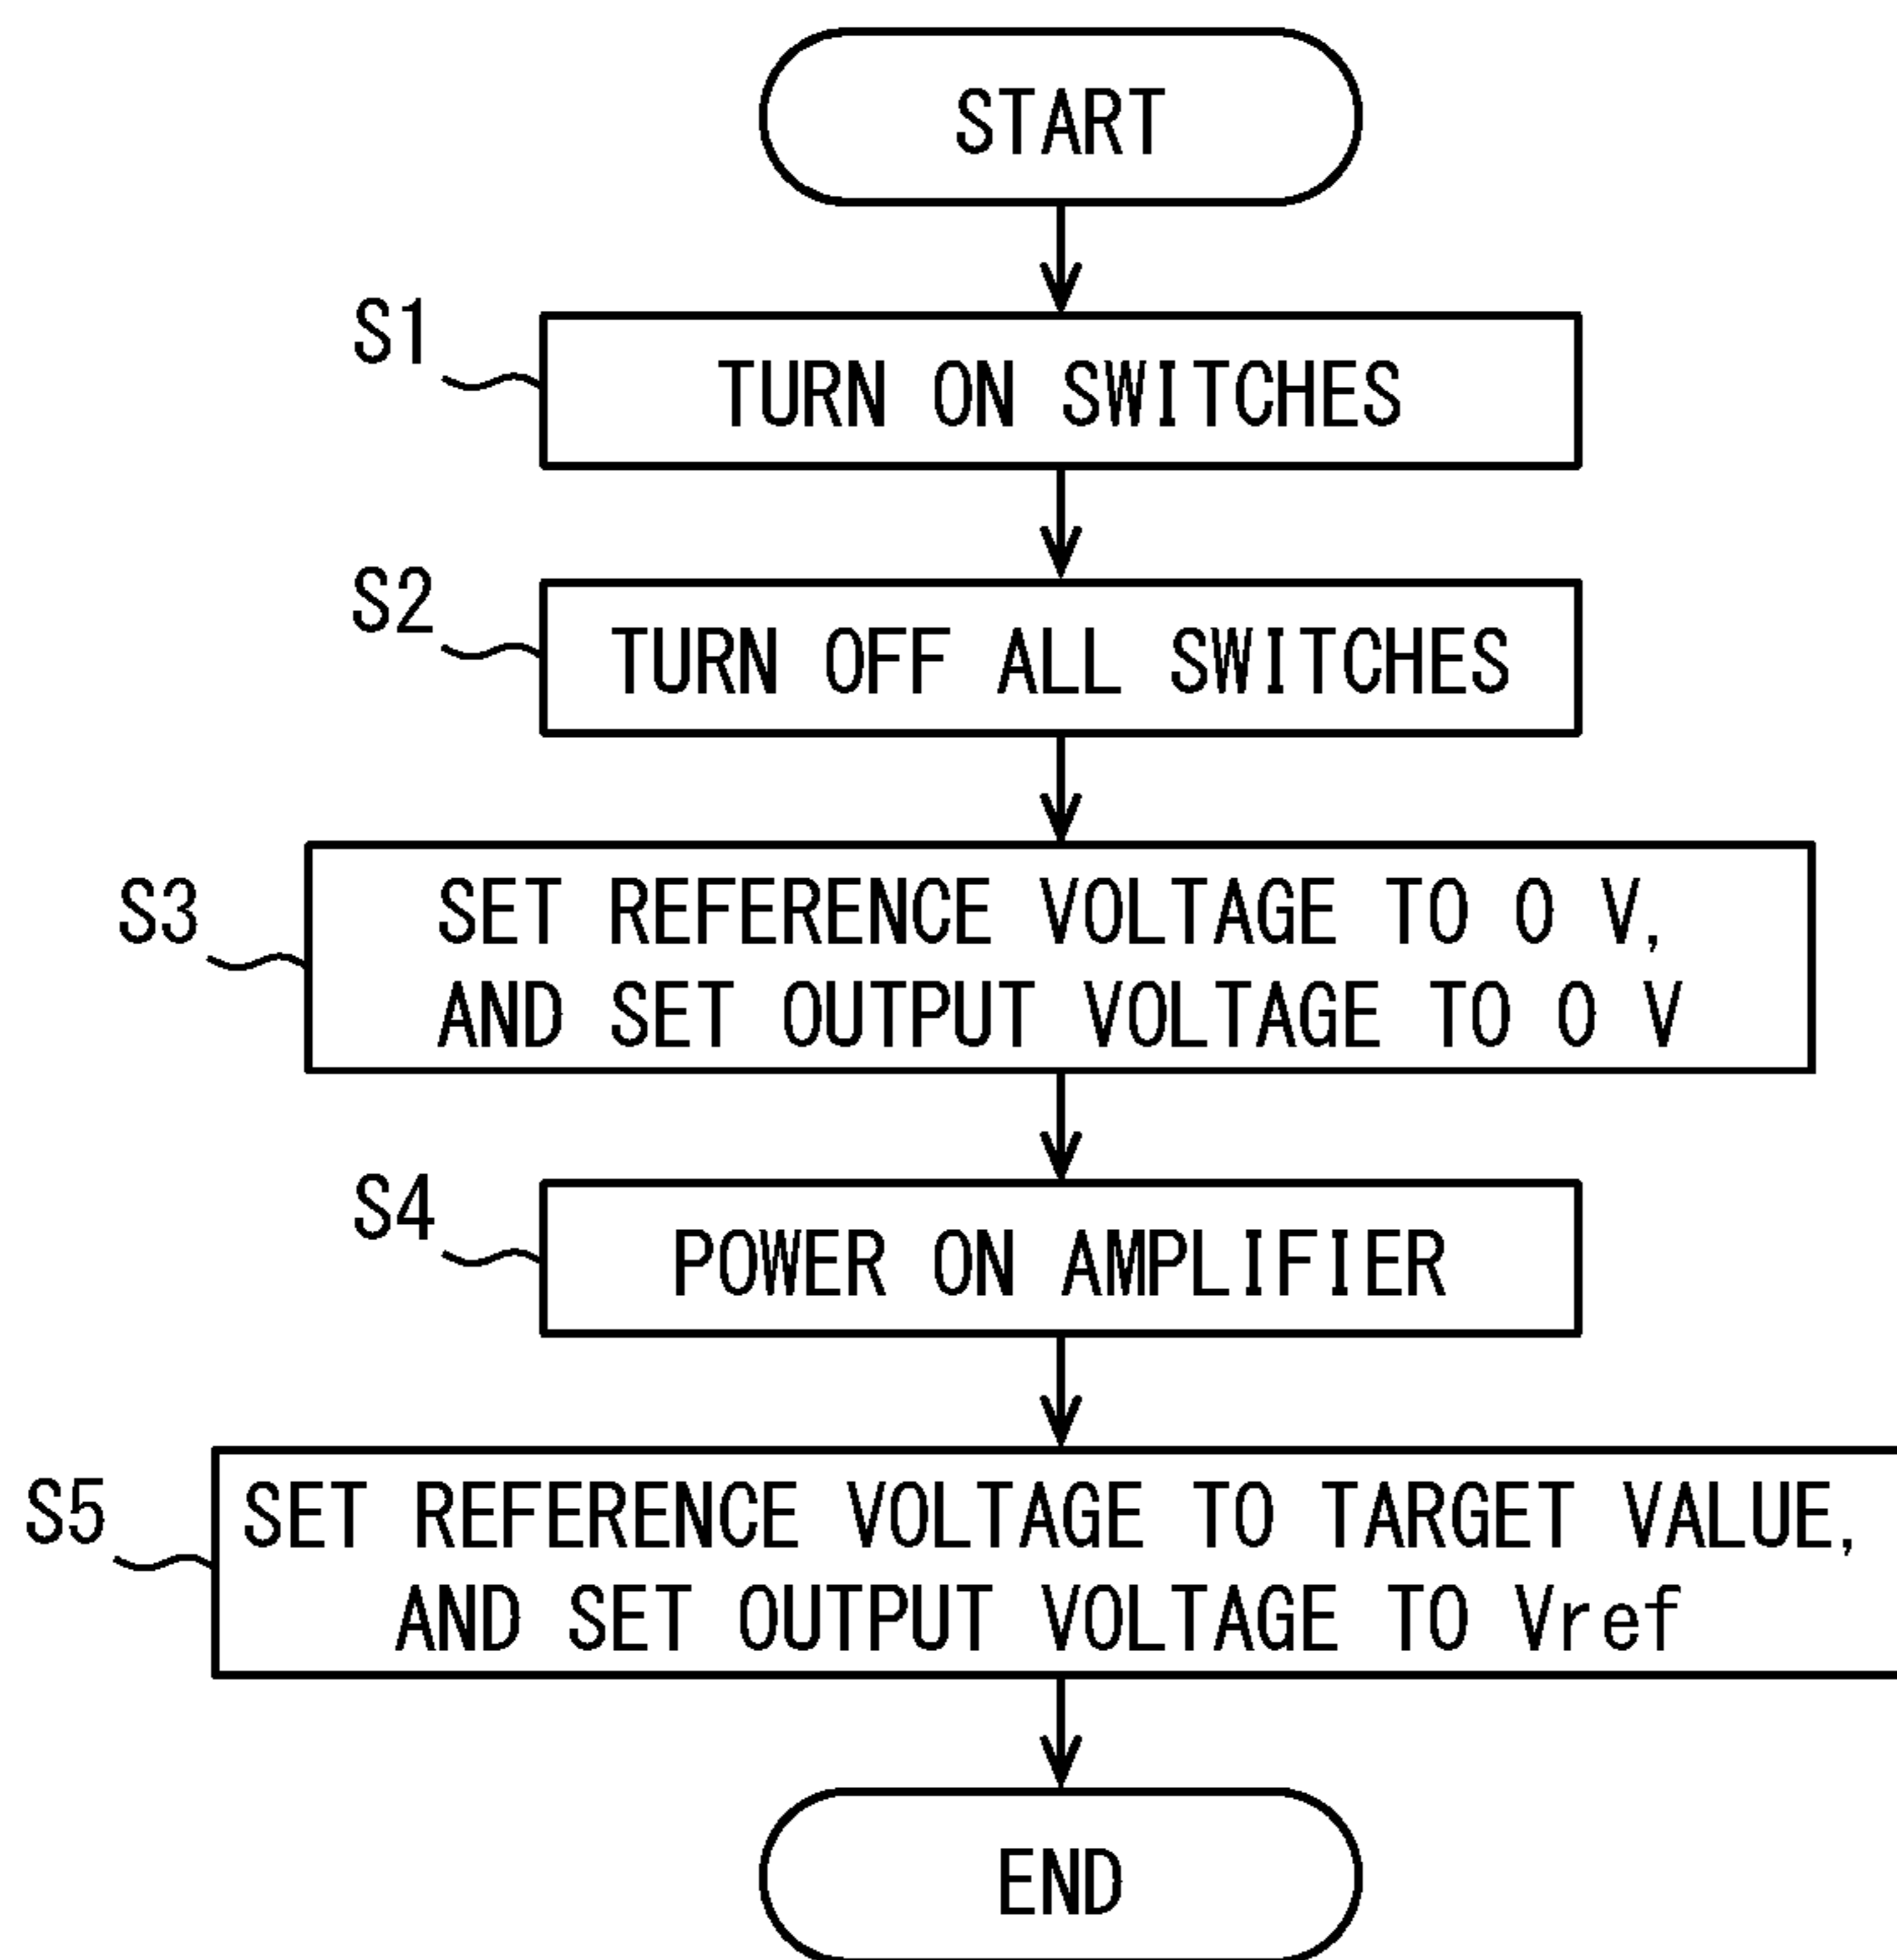 START
S1
TURN ON SWITCHES
S2
TURN OFF ALL SWITCHES
S3
SET REFERENCE VOLTAGE TO 0 V,
AND SET OUTPUT VOLTAGE TO 0 V
S4
POWER ON AMPLIFIER
S5
SET REFERENCE VOLTAGE TO TARGET VALUE,
AND SET OUTPUT VOLTAGE TO Vref
END